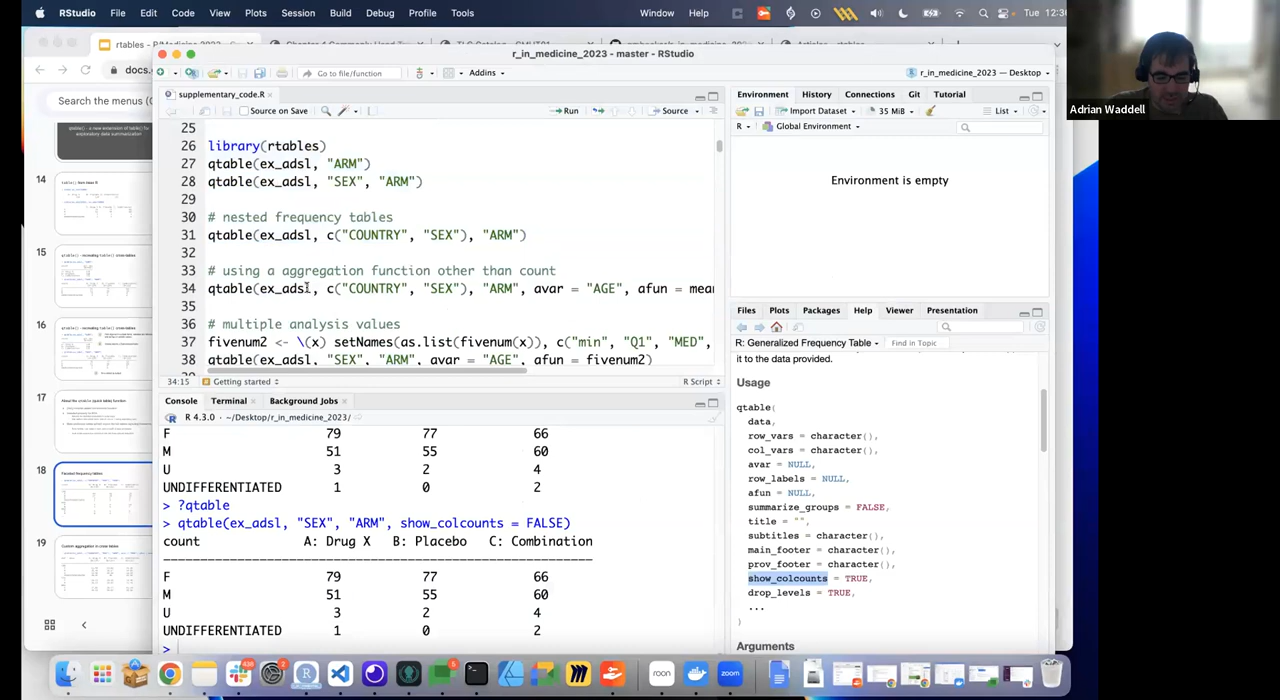 RStudio File Edit Code View Plots Session Build Debug Profile Tools Window Help Tue 12:3
rtables - R/Medicine 2023
docs.
Search the menus (
r_in_medicine_2023 - master - RStudio
Go to file/function
Addins
r_in_medicine_2023 — Desktop
supplementary_code.R
Source on Save
Run
Source
25
26 library(rtables)
27 qtable(ex_adsl, "ARM")
28 qtable(ex_adsl, "SEX", "ARM")
29
30 # nested frequency tables
31 qtable(ex_adsl, c("COUNTRY", "SEX"), "ARM")
32
33 # using a aggregation function other than count
34 qtable(ex_adsl, c("COUNTRY", "SEX"), "ARM", avar = "AGE", afun = mear
35
36 # multiple analysis values
37 fivenum2 <- \(x) setNames(as.list(fivenum(x)), c("min", "Q1", "MED",
38 qtable(ex_adsl, "SEX", "ARM", avar = "AGE", afun = fivenum2)
34:15 Getting started R Script
Console Terminal Background Jobs
R 4.3.0 · ~/Desktop/r_in_medicine_2023/
F 79 77 66
M 51 55 60
U 3 2 4
UNDIFFERENTIATED 1 0 2
> ?qtable
> qtable(ex_adsl, "SEX", "ARM", show_colcounts = FALSE)
count A: Drug X B: Placebo C: Combination
F 79 77 66
M 51 55 60
U 3 2 4
UNDIFFERENTIATED 1 0 2
>
Environment History Connections Git Tutorial
Import Dataset 35 MiB List
R Global Environment
Environment is empty
Files Plots Packages Help Viewer Presentation
R: Generalized Frequency Table Find in Topic
it to the data provided.
Usage
qtable(
data,
row_vars = character(),
col_vars = character(),
avar = NULL,
row_labels = NULL,
afun = NULL,
summarize_groups = FALSE,
title = "",
subtitles = character(),
main_footer = character(),
prov_footer = character(),
show_colcounts = TRUE,
drop_levels = TRUE,
...
)
Arguments
14
15
16
17
18
19
Adrian Waddell
roon
zoom